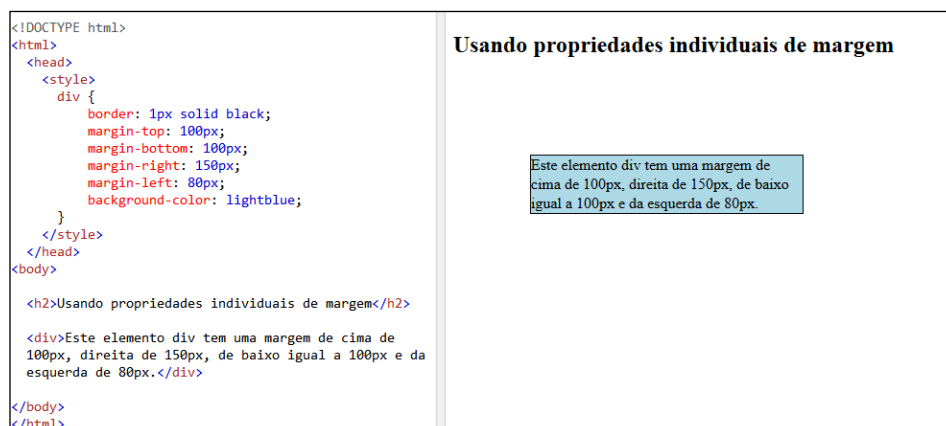 <!DOCTYPE html>
<html>
<head>
<style>
div {
border: 1px solid black;
margin-top: 100px;
margin-bottom: 100px;
margin-right: 150px;
margin-left: 80px;
background-color: lightblue;
}
</style>
</head>
<body>
<h2>Usando propriedades individuais de margem</h2>
<div>Este elemento div tem uma margem de cima de
100px, direita de 150px, de baixo igual a 100px e da
esquerda de 80px.</div>
</body>
</html>
Usando propriedades individuais de margem
Este elemento div tem uma margem de
cima de 100px, direita de 150px, de baixo
igual a 100px e da esquerda de 80px.